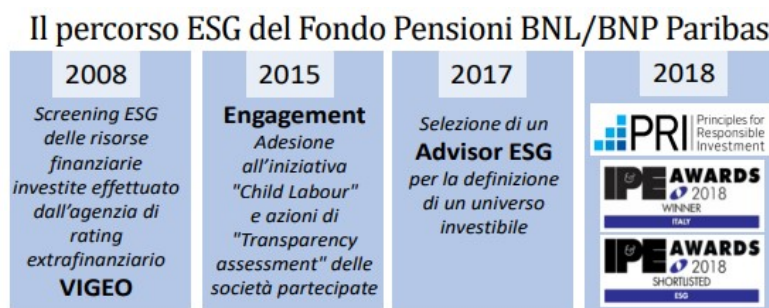 Il percorso ESG del Fondo Pensioni BNL/BNP Paribas
2008
Screening ESG
delle risorse
finanziarie
investite effettuato
dall'agenzia di
rating
extrafinanziario
VIGEO
2015
Engagement
Adesione
all'iniziativa
"Child Labour"
e azioni di
"Transparency
assessment" delle
società partecipate
2017
Selezione di un
Advisor ESG
per la definizione
di un universo
investibile
2018
PRI Principles for
Responsible
Investment
IPE AWARDS
2018
WINNER
ITALY
IPE AWARDS
2018
SHORTLISTED
ESG